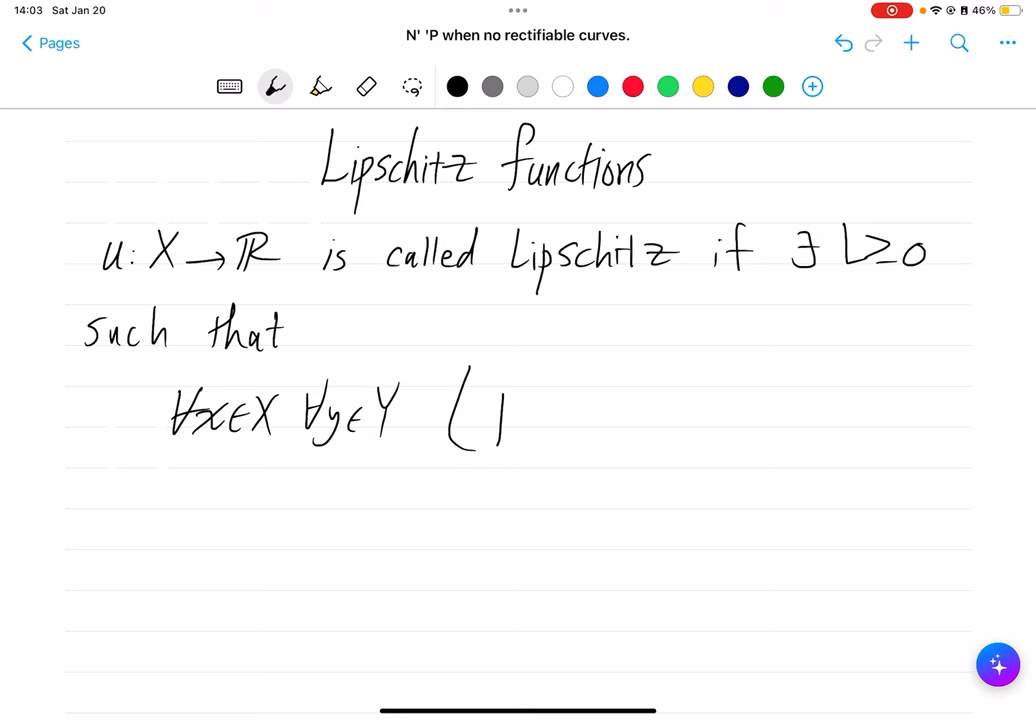 14:03 Sat Jan 20
46%
Pages
N' 'P when no rectifiable curves.
Lipschitz functions
u: X → ℝ is called Lipschitz if ∃ L ≥ 0
such that
∀x ∈ X ∀y ∈ Y ( |